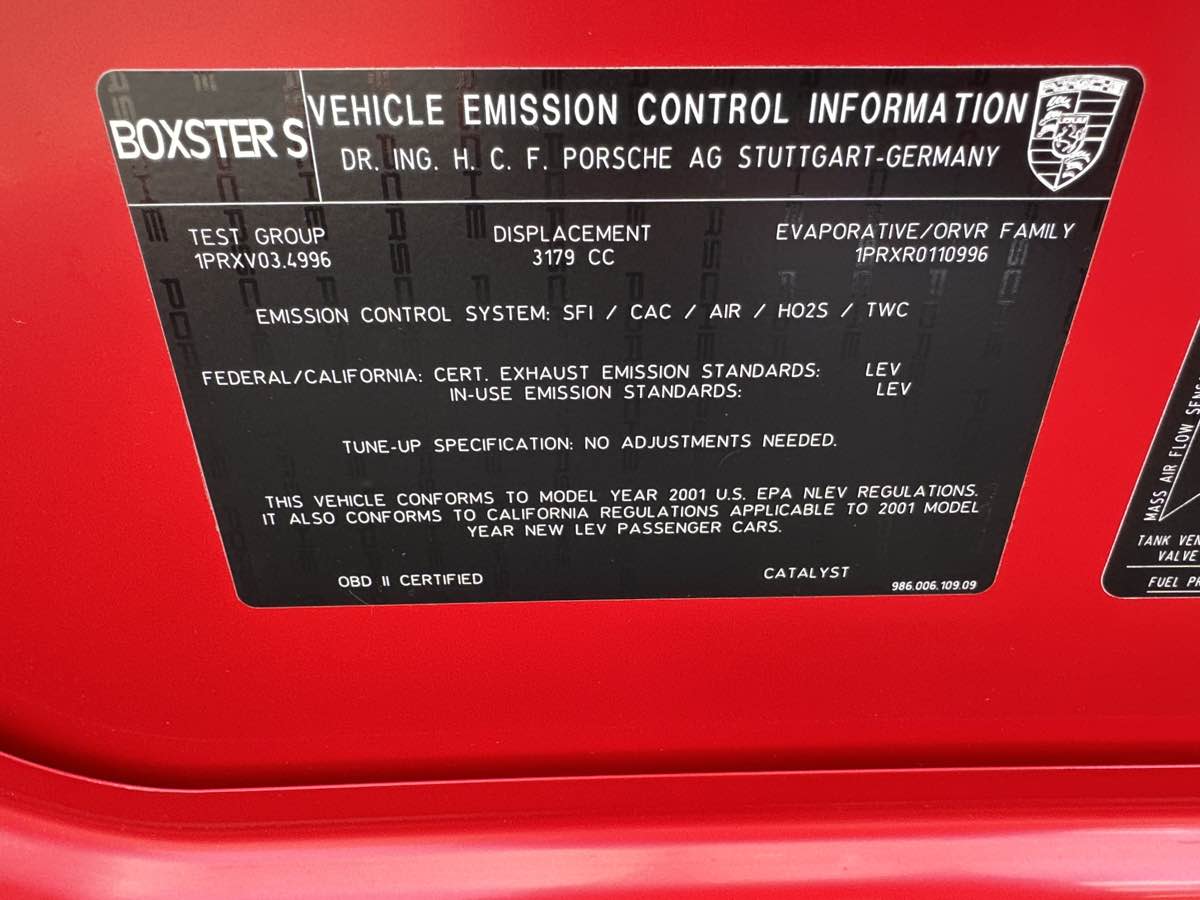 BOXSTER S
VEHICLE EMISSION CONTROL INFORMATION
DR. ING. H. C. F. PORSCHE AG STUTTGART-GERMANY
TEST GROUP
1PRXV03.4996
DISPLACEMENT
3179 CC
EVAPORATIVE/ORVR FAMILY
1PRXR0110996
EMISSION CONTROL SYSTEM: SFI / CAC / AIR / HO2S / TWC
FEDERAL/CALIFORNIA: CERT. EXHAUST EMISSION STANDARDS: LEV
IN-USE EMISSION STANDARDS: LEV
TUNE-UP SPECIFICATION: NO ADJUSTMENTS NEEDED.
THIS VEHICLE CONFORMS TO MODEL YEAR 2001 U.S. EPA NLEV REGULATIONS.
IT ALSO CONFORMS TO CALIFORNIA REGULATIONS APPLICABLE TO 2001 MODEL
YEAR NEW LEV PASSENGER CARS.
OBD II CERTIFIED
CATALYST
986.006.109.09
MASS AIR FLOW
TANK
VALVE
FUEL